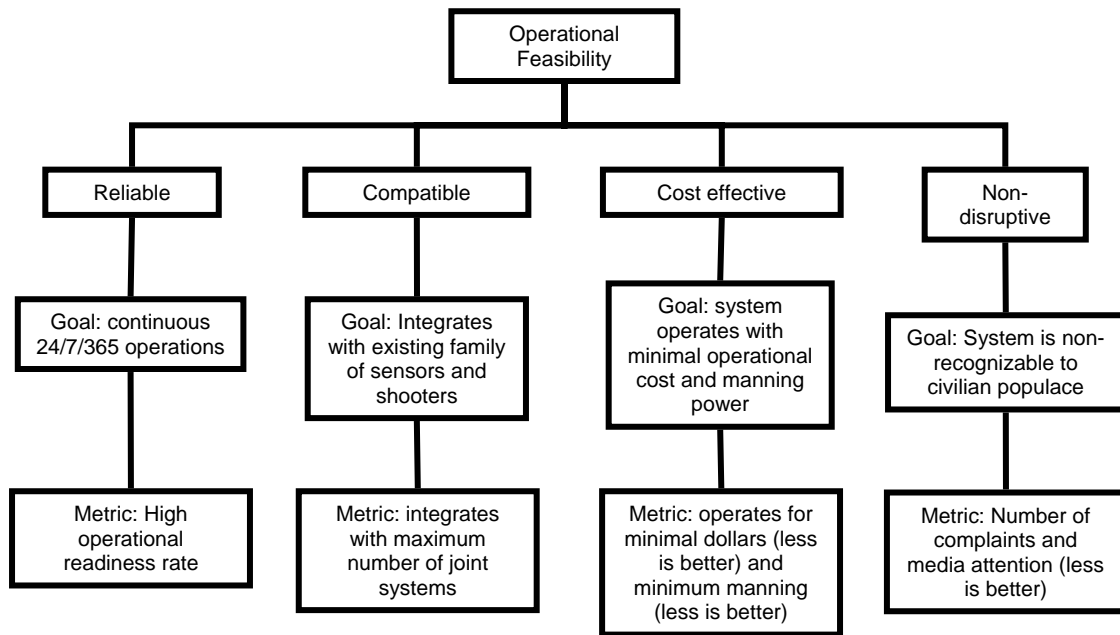 Operational
Feasibility
Reliable
Compatible
Cost effective
Non-
disruptive
Goal: continuous
24/7/365 operations
Goal: Integrates
with existing family
of sensors and
shooters
Goal: system
operates with
minimal operational
cost and manning
power
Goal: System is non-
recognizable to
civilian populace
Metric: High
operational
readiness rate
Metric: integrates
with maximum
number of joint
systems
Metric: operates for
minimal dollars (less
is better) and
minimum manning
(less is better)
Metric: Number of
complaints and
media attention (less
is better)